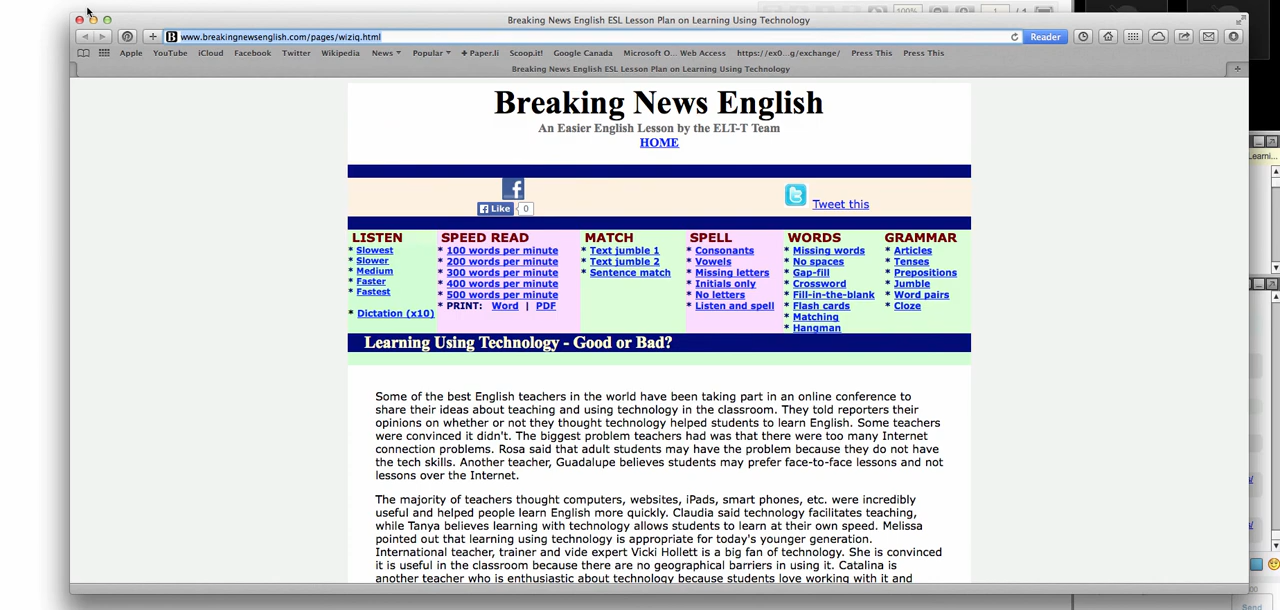 100%
1
/ 1
Breaking News English ESL Lesson Plan on Learning Using Technology
www.breakingnewsenglish.com/pages/wiziq.html
Reader
Apple YouTube iCloud Facebook Twitter Wikipedia News Popular + Paper.li Scoop.it! Google Canada Microsoft O... Web Access https://ex0...g/exchange/ Press This Press This
Breaking News English ESL Lesson Plan on Learning Using Technology
Learni...
Breaking News English
An Easier English Lesson by the ELT-T Team
HOME
Like 0
Tweet this
LISTEN
* Slowest
* Slower
* Medium
* Faster
* Fastest
* Dictation (x10)
SPEED READ
* 100 words per minute
* 200 words per minute
* 300 words per minute
* 400 words per minute
* 500 words per minute
* PRINT: Word | PDF
MATCH
* Text jumble 1
* Text jumble 2
* Sentence match
SPELL
* Consonants
* Vowels
* Missing letters
* Initials only
* No letters
* Listen and spell
WORDS
* Missing words
* No spaces
* Gap-fill
* Crossword
* Fill-in-the-blank
* Flash cards
* Matching
* Hangman
GRAMMAR
* Articles
* Tenses
* Prepositions
* Jumble
* Word pairs
* Cloze
Learning Using Technology - Good or Bad?
Some of the best English teachers in the world have been taking part in an online conference to
share their ideas about teaching and using technology in the classroom. They told reporters their
opinions on whether or not they thought technology helped students to learn English. Some teachers
were convinced it didn't. The biggest problem teachers had was that there were too many Internet
connection problems. Rosa said that adult students may have the problem because they do not have
the tech skills. Another teacher, Guadalupe believes students may prefer face-to-face lessons and not
lessons over the Internet.
The majority of teachers thought computers, websites, iPads, smart phones, etc. were incredibly
useful and helped people learn English more quickly. Claudia said technology facilitates teaching,
while Tanya believes learning with technology allows students to learn at their own speed. Melissa
pointed out that learning using technology is appropriate for today's younger generation.
International teacher, trainer and vide expert Vicki Hollett is a big fan of technology. She is convinced
it is useful in the classroom because there are no geographical barriers in using it. Catalina is
another teacher who is enthusiastic about technology because students love working with it and
Send